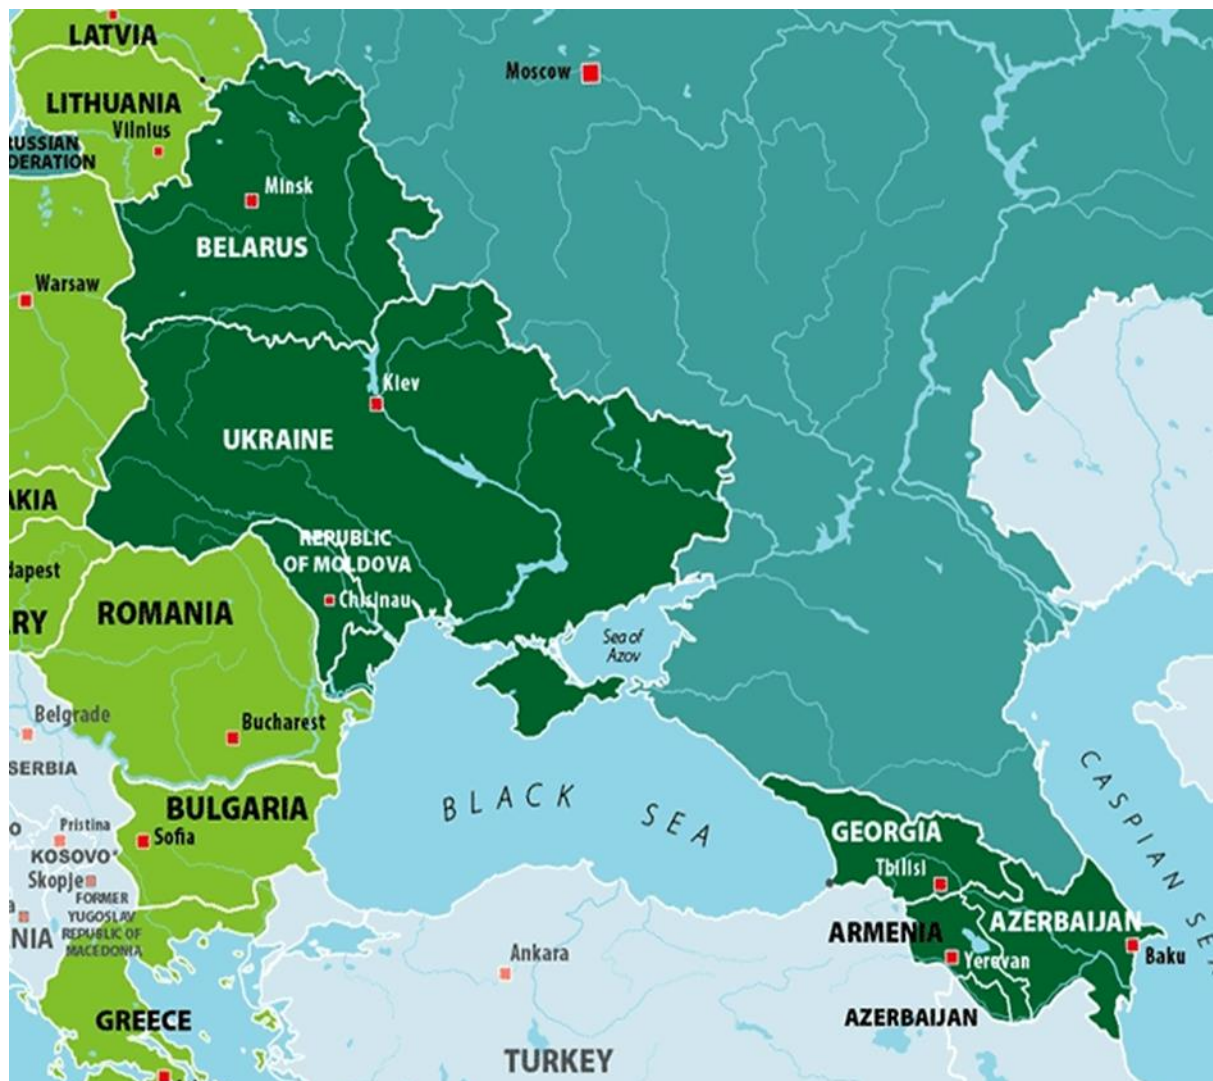 LATVIA
Moscow
LITHUANIA
Vilnius
RUSSIAN
DERATION
Minsk
BELARUS
Warsaw
Kiev
UKRAINE
AKIA
REPUBLIC
OF MOLDOVA
dapest
Chisinau
ROMANIA
RY
Sea of
Azov
Belgrade
Bucharest
SERBIA
BLACK SEA
CASPIAN SE
BULGARIA
Pristina
Sofia
GEORGIA
KOSOVO*
Tbilisi
Skopje
FORMER
YUGOSLAV
REPUBLIC OF
MACEDONIA
NIA
ARMENIA
AZERBAIJAN
Ankara
Yerevan
Baku
GREECE
AZERBAIJAN
TURKEY